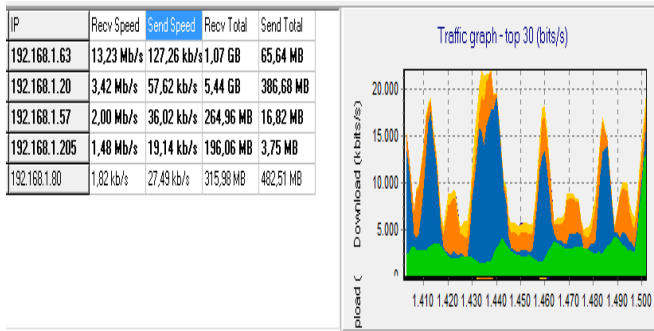 IP Recv Speed Send Speed Recv Total Send Total
192.168.1.63 13,23 Mb/s 127,26 kb/s 1,07 GB 65,64 MB
192.168.1.20 3,42 Mb/s 57,62 kb/s 5,44 GB 386,68 MB
192.168.1.57 2,00 Mb/s 36,02 kb/s 264,96 MB 16,82 MB
192.168.1.205 1,48 Mb/s 19,14 kb/s 196,06 MB 3,75 MB
192.168.1.80 1,82 kb/s 27,49 kb/s 315,98 MB 482,51 MB
Traffic graph - top 30 (bits/s)
pload ( Download (kbits/s)
20.000
15.000
10.000
5.000
0
1.410 1.420 1.430 1.440 1.450 1.460 1.470 1.480 1.490 1.500